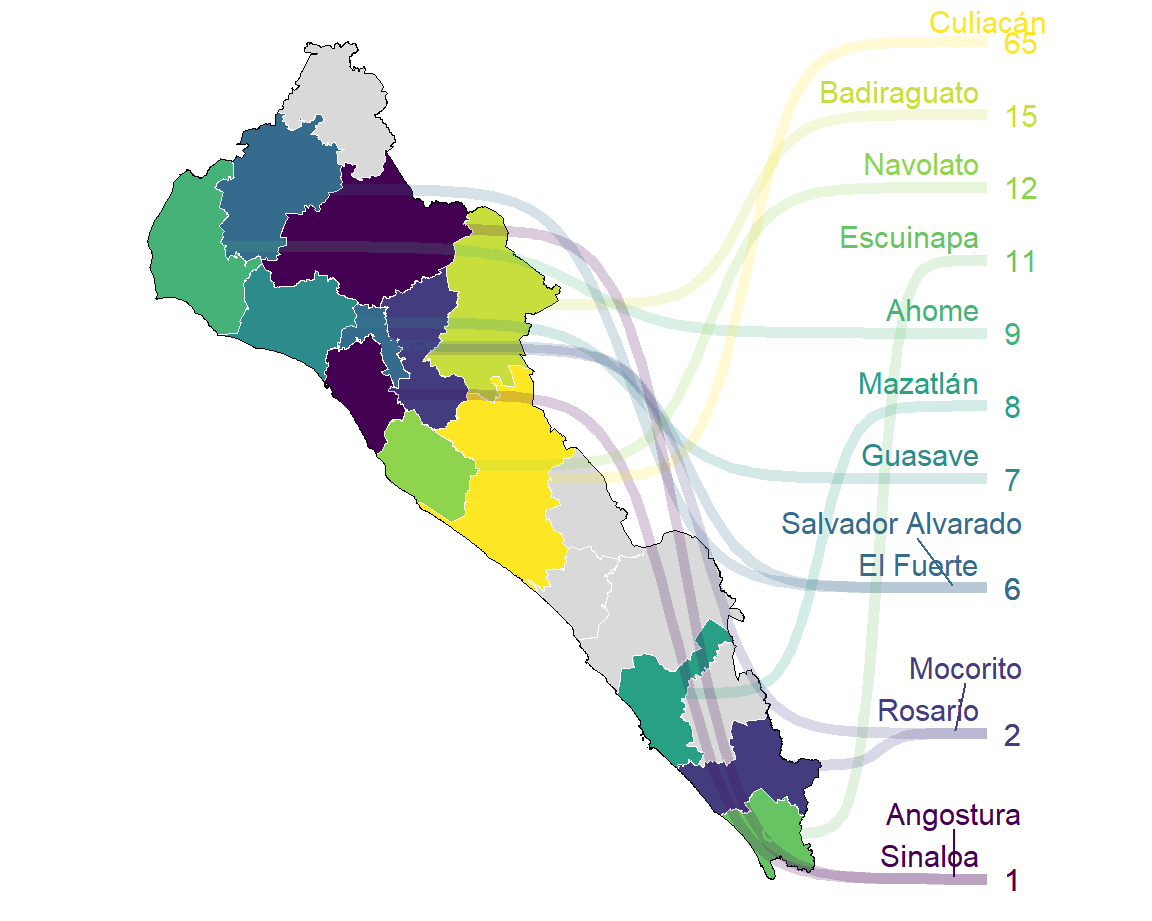 Culiacán
65
Badiraguato
15
Navolato
12
Escuinapa
11
Ahome
9
Mazatlán
8
Guasave
7
Salvador Alvarado
El Fuerte
6
Mocorito
Rosario
2
Angostura
Sinaloa
1